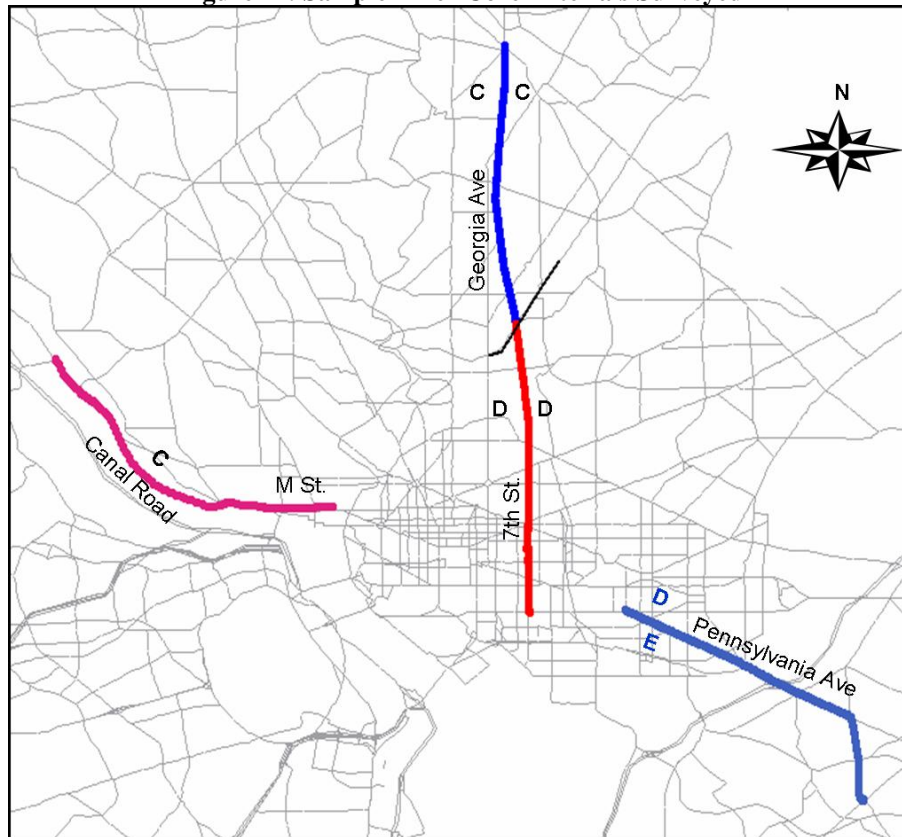 C C
N
Georgia Ave
D D
C
Canal Road
M St.
7th St.
D
E
Pennsylvania Ave